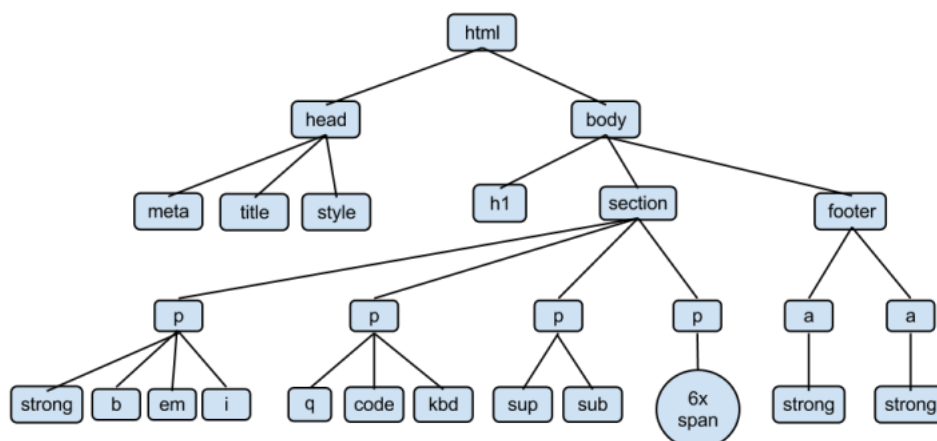 html
head
body
meta
title
style
h1
section
footer
p
p
p
p
a
a
strong
b
em
i
q
code
kbd
sup
sub
6x
span
strong
strong